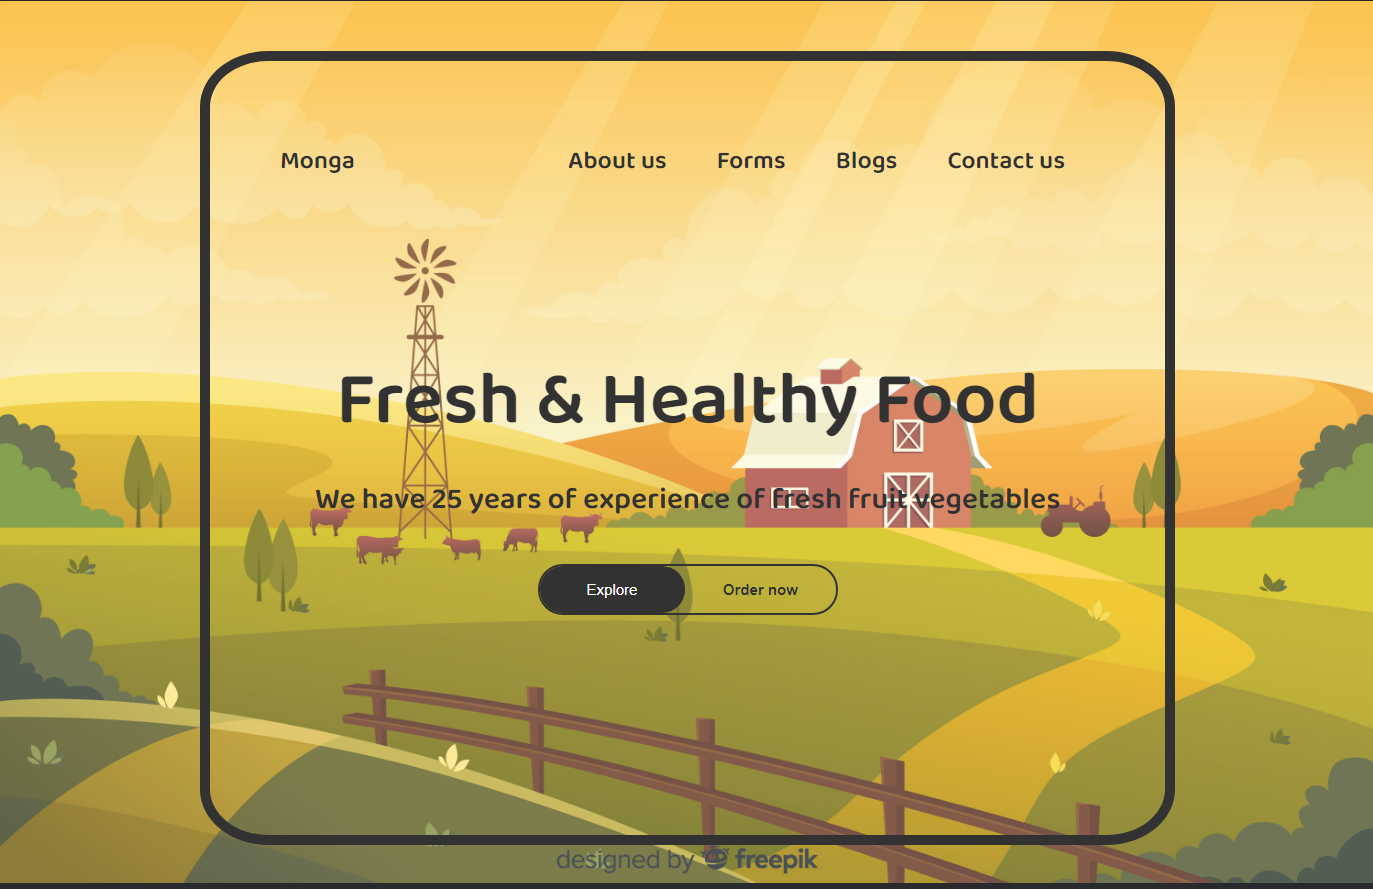 Monga About us Forms Blogs Contact us
Fresh & Healthy Food
We have 25 years of experience of fresh fruit vegetables
Explore Order now
designed by freepik